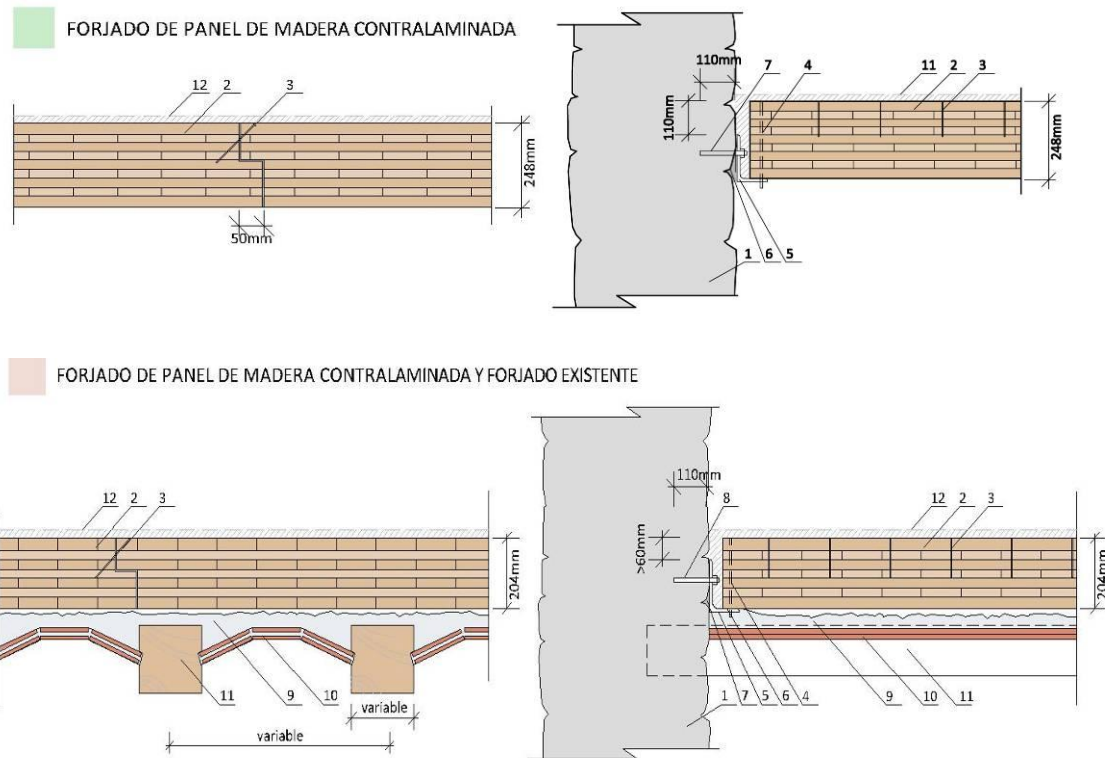 FORJADO DE PANEL DE MADERA CONTRALAMINADA
12 2 3
248mm
50mm
110mm 7 4 11 2 3
110mm
248mm
1 6 5
FORJADO DE PANEL DE MADERA CONTRALAMINADA Y FORJADO EXISTENTE
12 2 3
204mm
11 9 10
variable
variable
110mm 8 12 2 3
>60mm
204mm
1 7 5 6 4 9 10 11